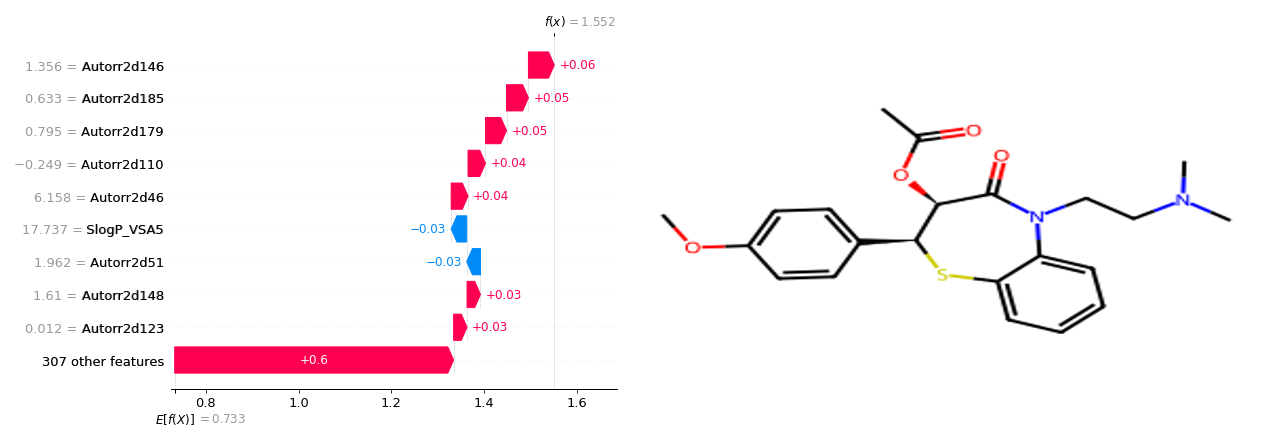 f(x) = 1.552
1.356 = Autorr2d146
+0.06
0.633 = Autorr2d185
+0.05
0.795 = Autorr2d179
+0.05
−0.249 = Autorr2d110
+0.04
6.158 = Autorr2d46
+0.04
17.737 = SlogP_VSA5
−0.03
1.962 = Autorr2d51
−0.03
1.61 = Autorr2d148
+0.03
0.012 = Autorr2d123
+0.03
307 other features
+0.6
0.8 1.0 1.2 1.4 1.6
E[f(X)] = 0.733
O
O
O
N
N
O
S